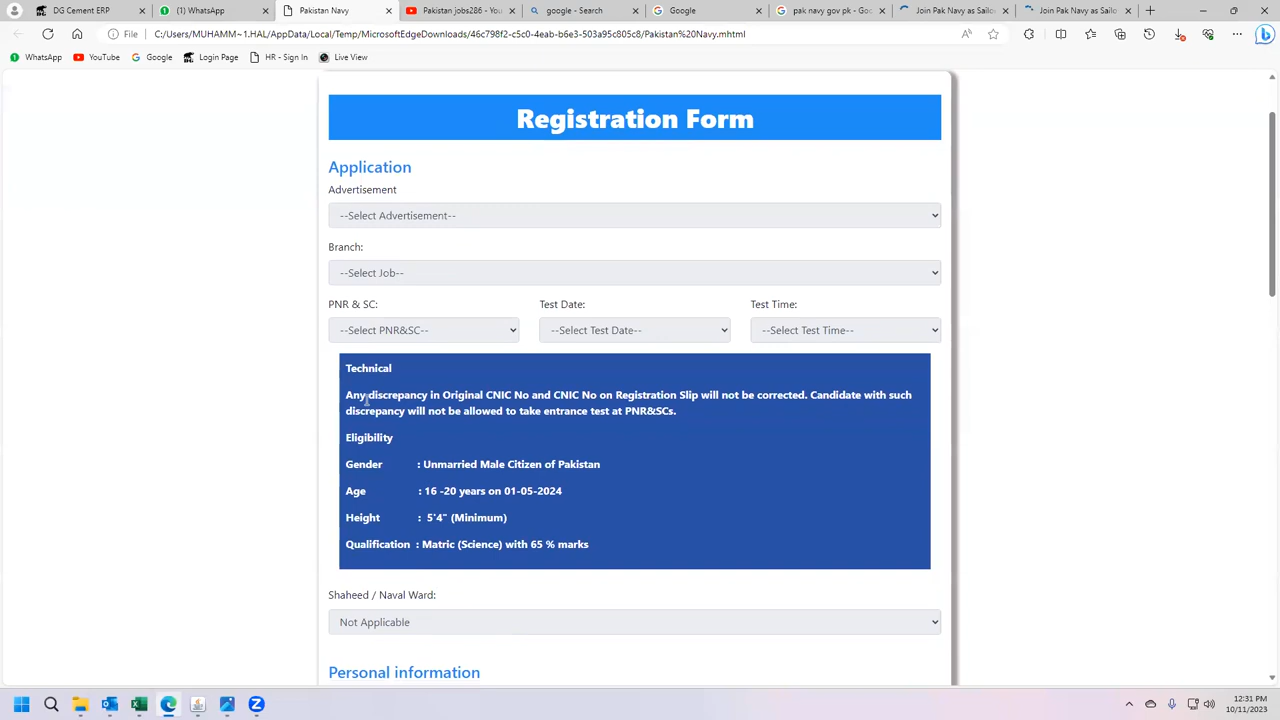 DG Cement ERP
(1) WhatsApp
Pakistan Navy
Pakistan jobs286 - You
google - Search
Google
pak navy gov pk - Goo
Join Pak Navy as Sailo
Join Pak Navy as Sailo
File
C:/Users/MUHAMM~1.HAL/AppData/Local/Temp/MicrosoftEdgeDownloads/46c798f2-c5c0-4eab-b6e3-503a95c805c8/Pakistan%20Navy.mhtml
WhatsApp
YouTube
Google
Login Page
HR - Sign In
Live View
Registration Form
Application
Advertisement
--Select Advertisement--
Branch:
--Select Job--
PNR & SC: Test Date: Test Time:
--Select PNR&SC-- --Select Test Date-- --Select Test Time--
Technical
Any discrepancy in Original CNIC No and CNIC No on Registration Slip will not be corrected. Candidate with such
discrepancy will not be allowed to take entrance test at PNR&SCs.
Eligibility
Gender : Unmarried Male Citizen of Pakistan
Age : 16 -20 years on 01-05-2024
Height : 5'4" (Minimum)
Qualification : Matric (Science) with 65 % marks
Shaheed / Naval Ward:
Not Applicable
Personal information
12:31 PM
10/11/2023